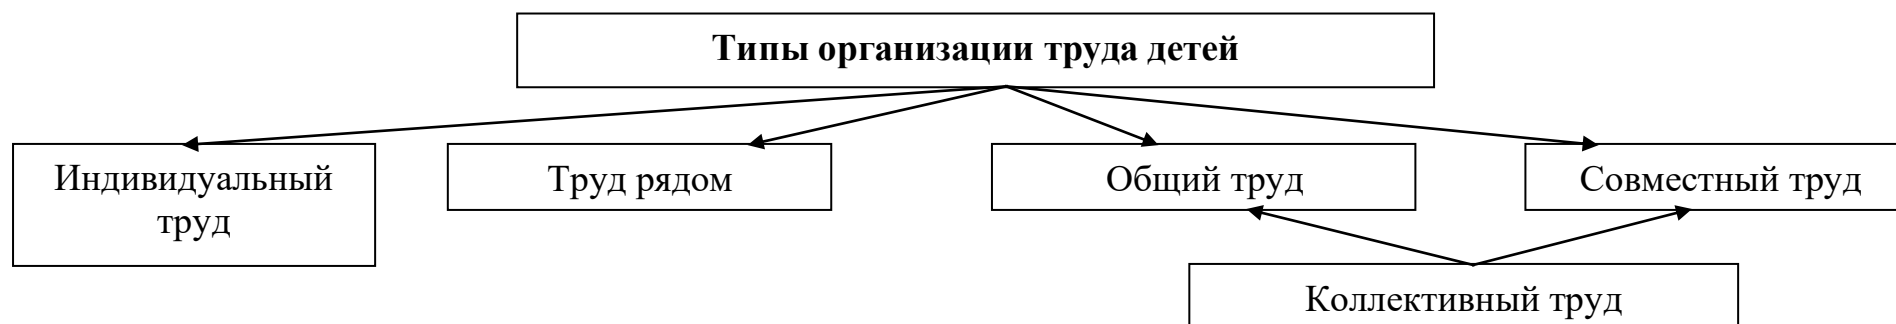 Типы организации труда детей
Индивидуальный
труд
Труд рядом
Общий труд
Совместный труд
Коллективный труд